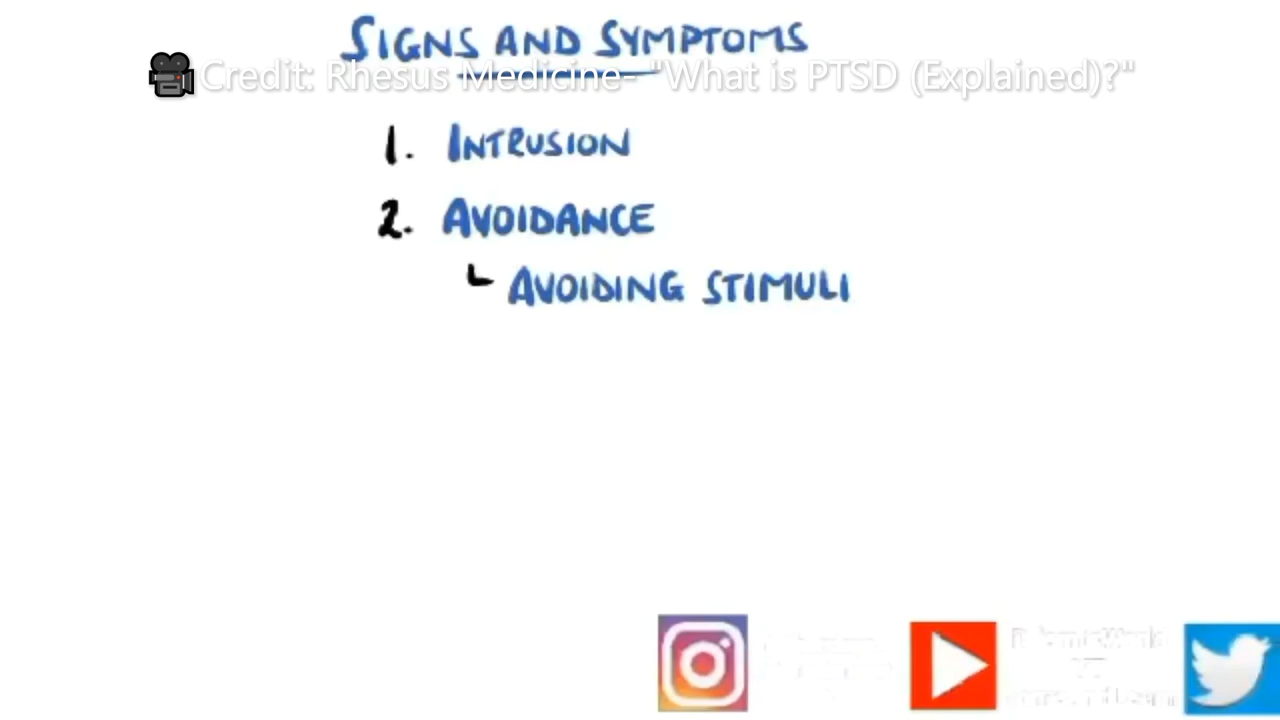 SIGNS AND SYMPTOMS
Credit: Rhesus Medicine- "What is PTSD (Explained)?"
1. INTRUSION
2. AVOIDANCE
AVOIDING STIMULI